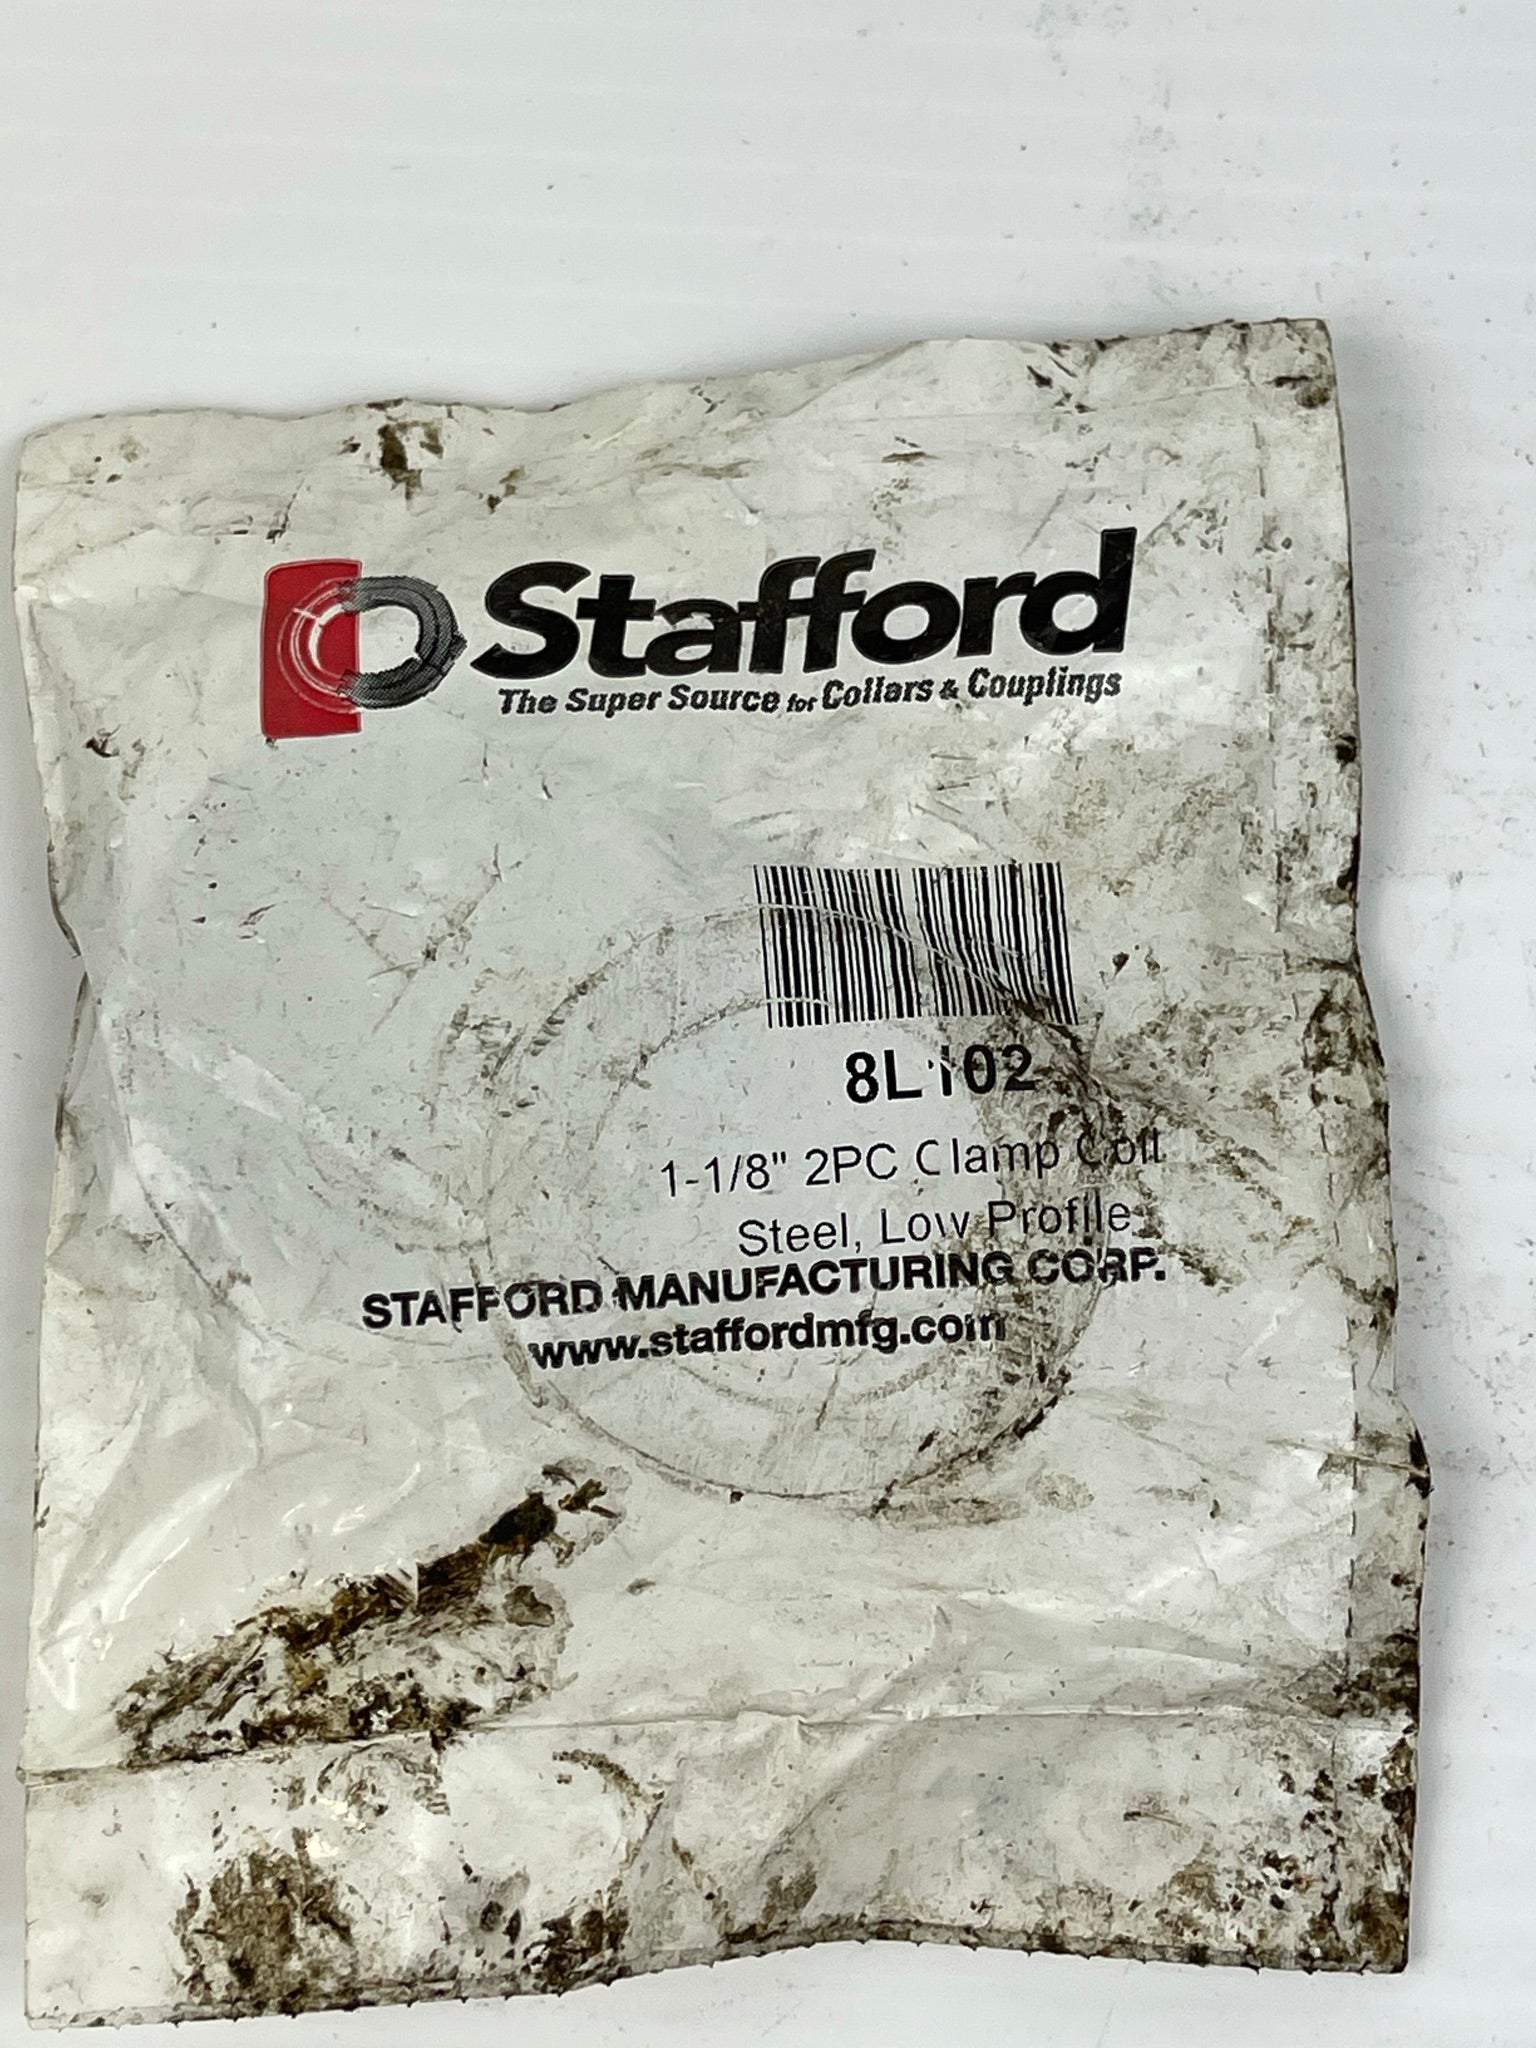 Stafford
The Super Source for Collars & Couplings
8L102
1-1/8" 2PC Clamp
Steel, Low Profile
STAFFORD MANUFACTURING CORP.
www.staffordmfg.com